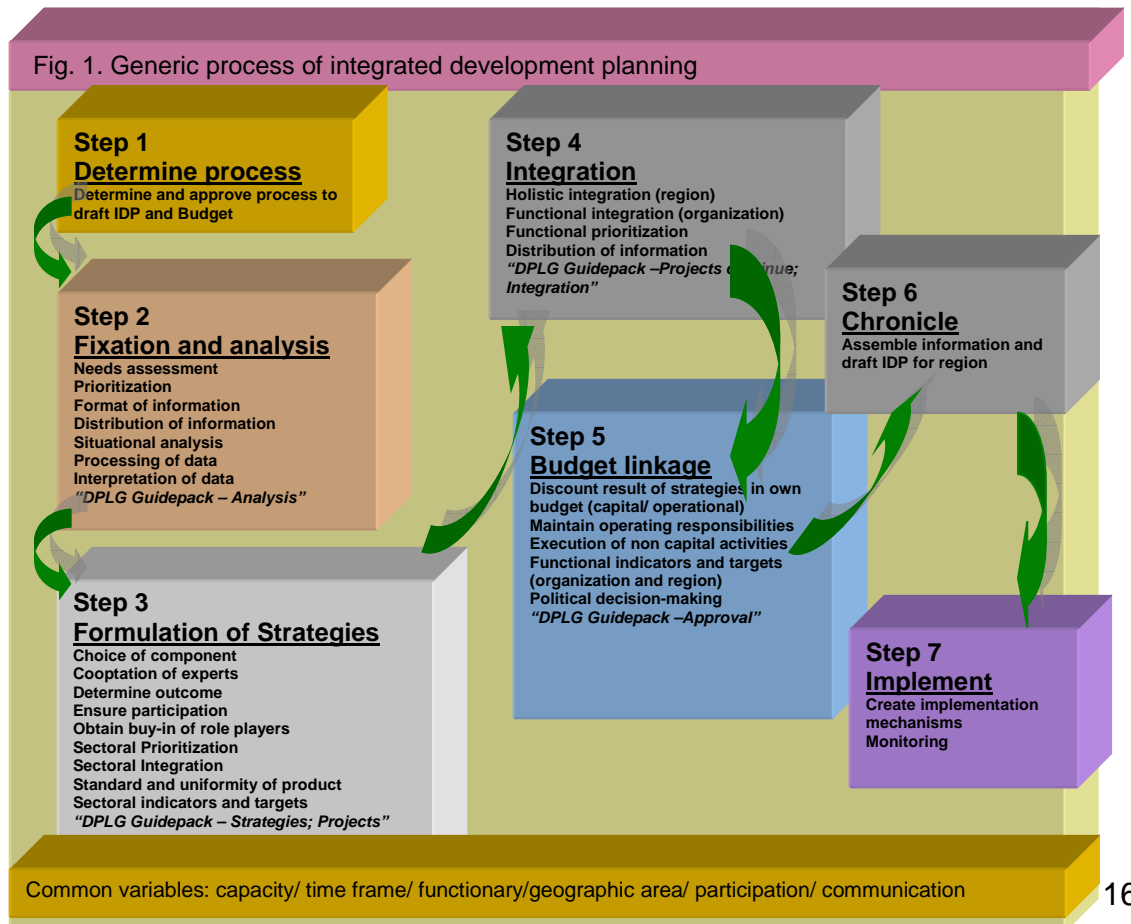 Fig. 1. Generic process of integrated development planning
Step 1
Determine process
Determine and approve process to
draft IDP and Budget
Step 2
Fixation and analysis
Needs assessment
Prioritization
Format of information
Distribution of information
Situational analysis
Processing of data
Interpretation of data
“DPLG Guidepack – Analysis”
Step 3
Formulation of Strategies
Choice of component
Cooptation of experts
Determine outcome
Ensure participation
Obtain buy-in of role players
Sectoral Prioritization
Sectoral Integration
Standard and uniformity of product
Sectoral indicators and targets
“DPLG Guidepack – Strategies; Projects”
Step 4
Integration
Holistic integration (region)
Functional integration (organization)
Functional prioritization
Distribution of information
“DPLG Guidepack –Projects continue;
Integration”
Step 5
Budget linkage
Discount result of strategies in own
budget (capital/ operational)
Maintain operating responsibilities
Execution of non capital activities
Functional indicators and targets
(organization and region)
Political decision-making
“DPLG Guidepack –Approval”
Step 6
Chronicle
Assemble information and
draft IDP for region
Step 7
Implement
Create implementation
mechanisms
Monitoring
Common variables: capacity/ time frame/ functionary/geographic area/ participation/ communication
16